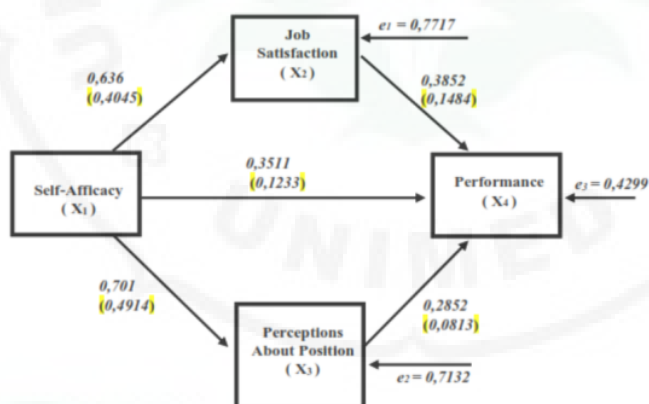 Job
Satisfaction
( X₂ )
e₁ = 0,7717
0,636
(0,4045)
0,3852
(0,1484)
Self-Afficacy
( X₁ )
0,3511
(0,1233)
Performance
( X₄ )
e₃ = 0,4299
0,701
(0,4914)
0,2852
(0,0813)
Perceptions
About Position
( X₃ )
e₂ = 0,7132
UNIMED